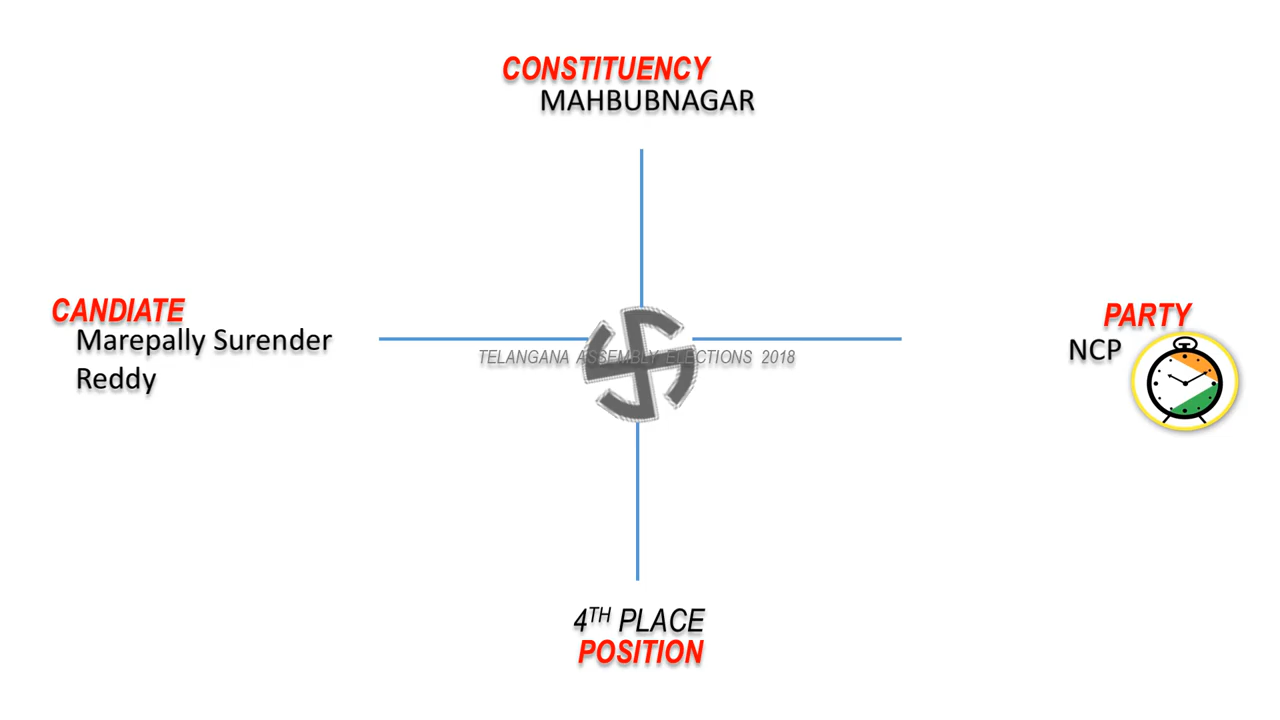 CONSTITUENCY
MAHBUBNAGAR
CANDIATE
Marepally Surender
Reddy
PARTY
NCP
TELANGANA ASSEMBLY ELECTIONS 2018
4TH PLACE
POSITION